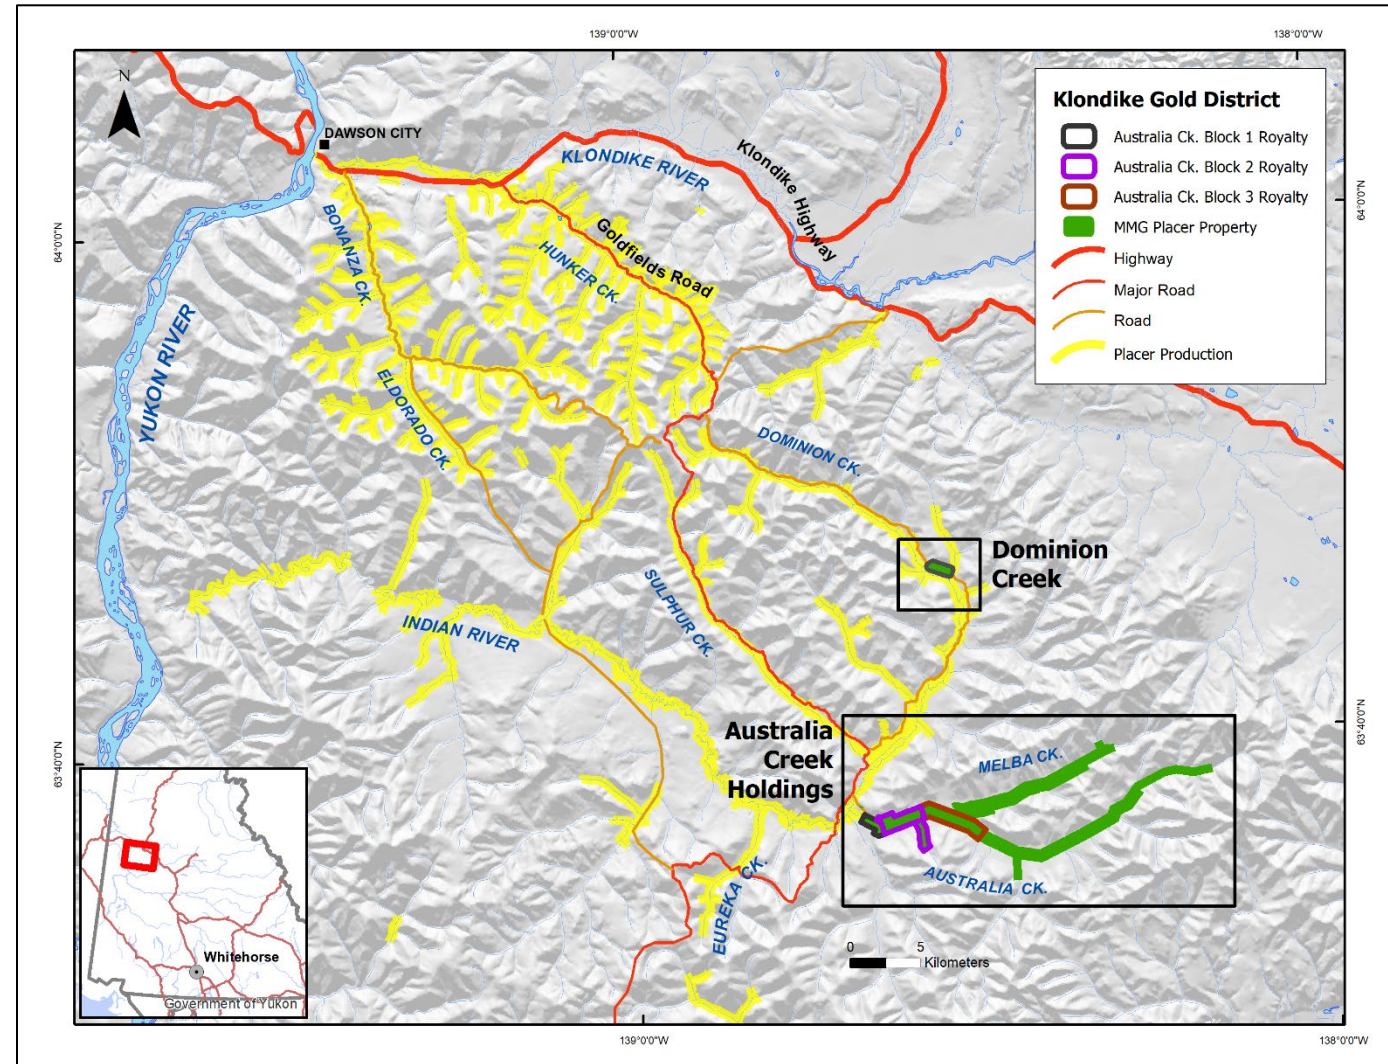 139°0'0"W
138°0'0"W
N
DAWSON CITY
Klondike Gold District
Australia Ck. Block 1 Royalty
Australia Ck. Block 2 Royalty
Australia Ck. Block 3 Royalty
MMG Placer Property
Highway
Major Road
Road
Placer Production
KLONDIKE RIVER
Klondike Highway
64°0'0"N
64°0'0"N
BONANZA CK.
HUNKER CK.
Goldfields Road
YUKON RIVER
ELDORADO CK.
DOMINION CK.
Dominion
Creek
SULPHUR CK.
INDIAN RIVER
Australia
Creek
Holdings
MELBA CK.
63°40'0"N
63°40'0"N
AUSTRALIA CK.
EUREKA CK.
0 5
Kilometers
Whitehorse
Government of Yukon
139°0'0"W
138°0'0"W